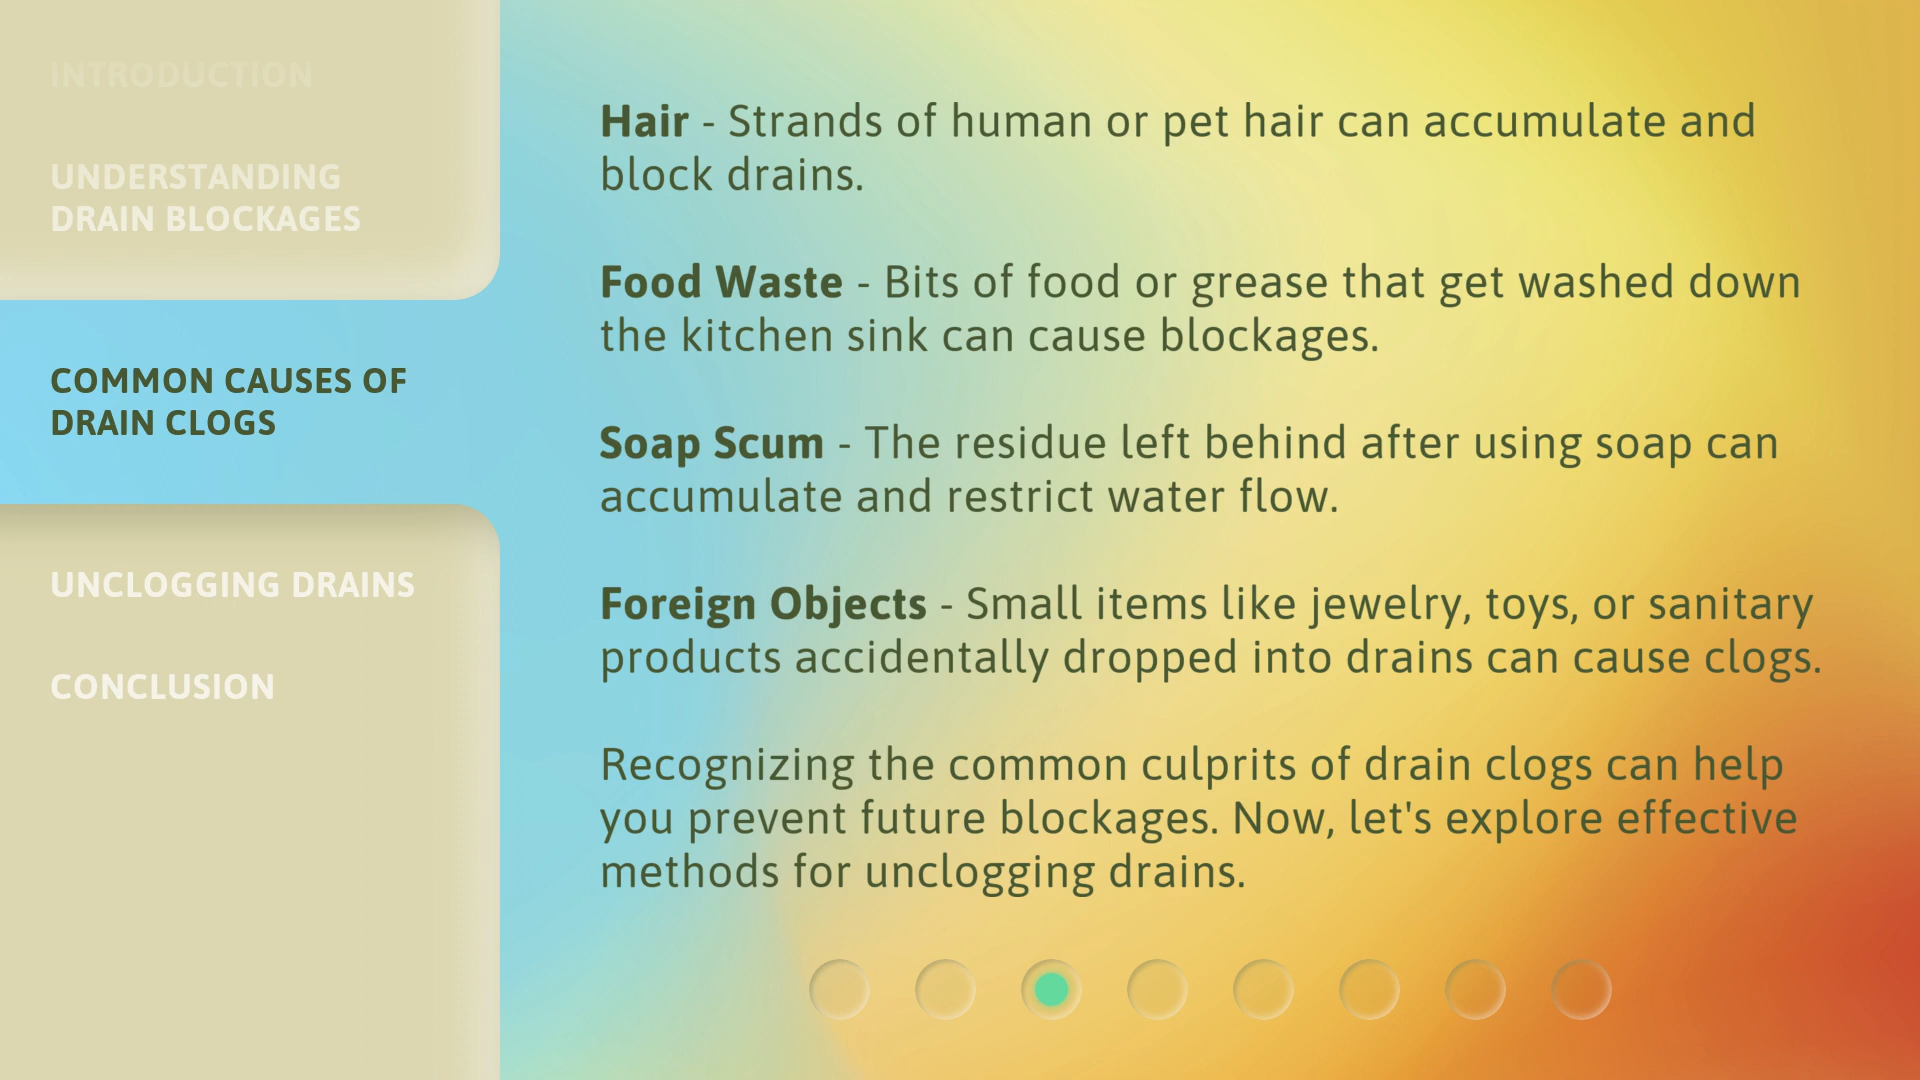 INTRODUCTION
UNDERSTANDING
DRAIN BLOCKAGES
COMMON CAUSES OF
DRAIN CLOGS
UNCLOGGING DRAINS
CONCLUSION
Hair - Strands of human or pet hair can accumulate and
block drains.
Food Waste - Bits of food or grease that get washed down
the kitchen sink can cause blockages.
Soap Scum - The residue left behind after using soap can
accumulate and restrict water flow.
Foreign Objects - Small items like jewelry, toys, or sanitary
products accidentally dropped into drains can cause clogs.
Recognizing the common culprits of drain clogs can help
you prevent future blockages. Now, let's explore effective
methods for unclogging drains.